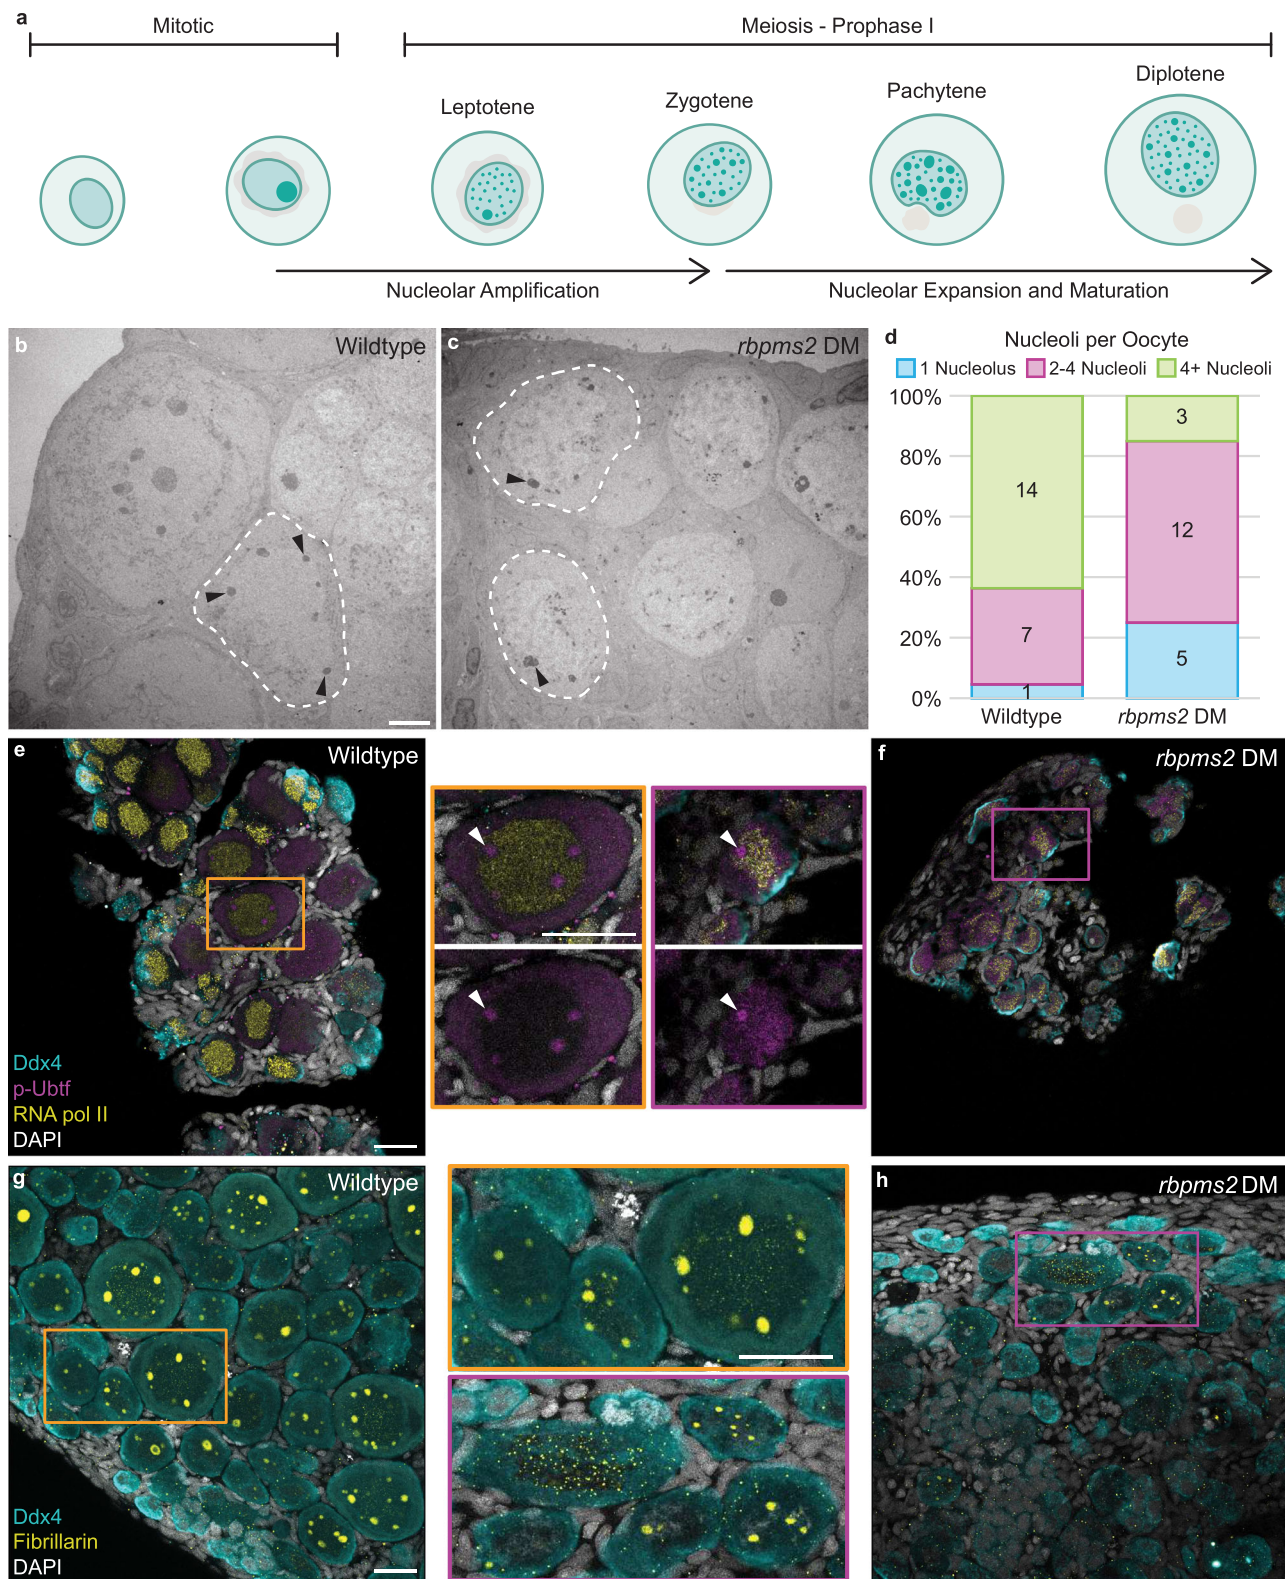 a
Mitotic
Meiosis - Prophase I
Leptotene
Zygotene
Pachytene
Diplotene
Nucleolar Amplification
Nucleolar Expansion and Maturation
b
Wildtype
c
rbpms2 DM
d
Nucleoli per Oocyte
1 Nucleolus
2-4 Nucleoli
4+ Nucleoli
100%
80%
60%
40%
20%
0%
14
7
1
3
12
5
Wildtype
rbpms2 DM
e
Wildtype
Ddx4
p-Ubtf
RNA pol II
DAPI
f
rbpms2 DM
g
Wildtype
Ddx4
Fibrillarin
DAPI
h
rbpms2 DM